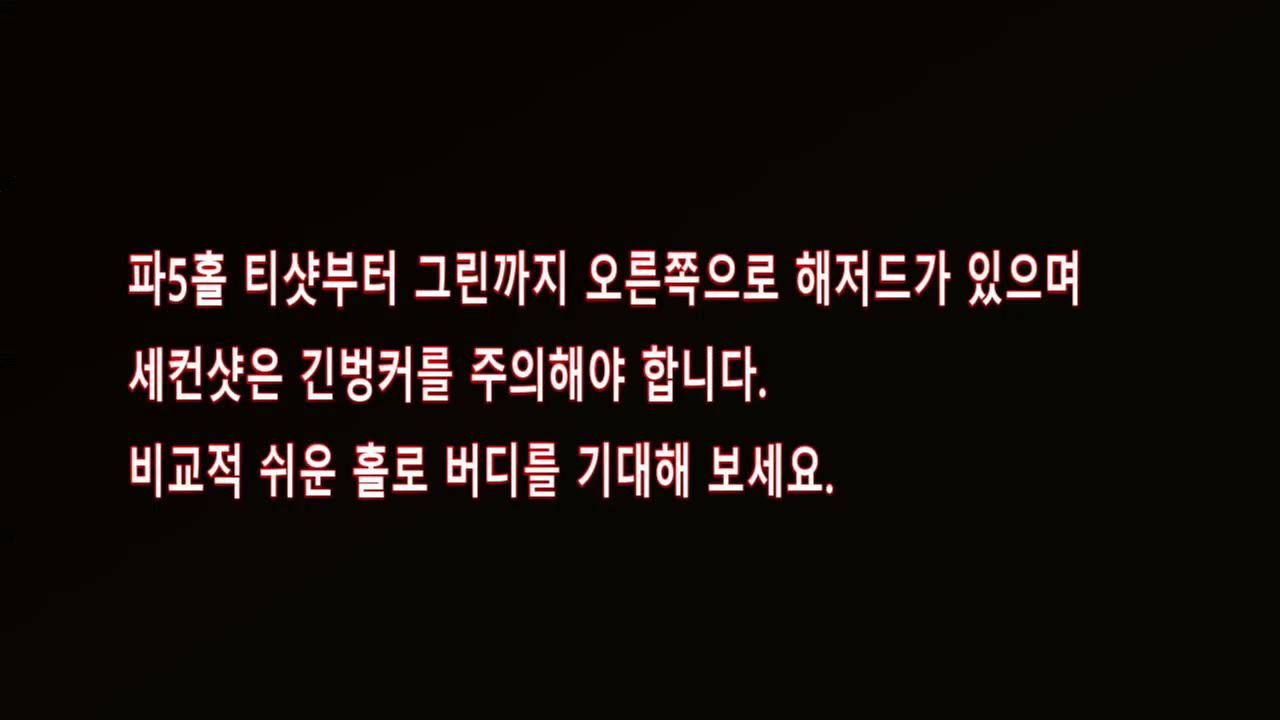 파5홀 티샷부터 그린까지 오른쪽으로 해저드가 있으며
세컨샷은 긴벙커를 주의해야 합니다.
비교적 쉬운 홀로 버디를 기대해 보세요.